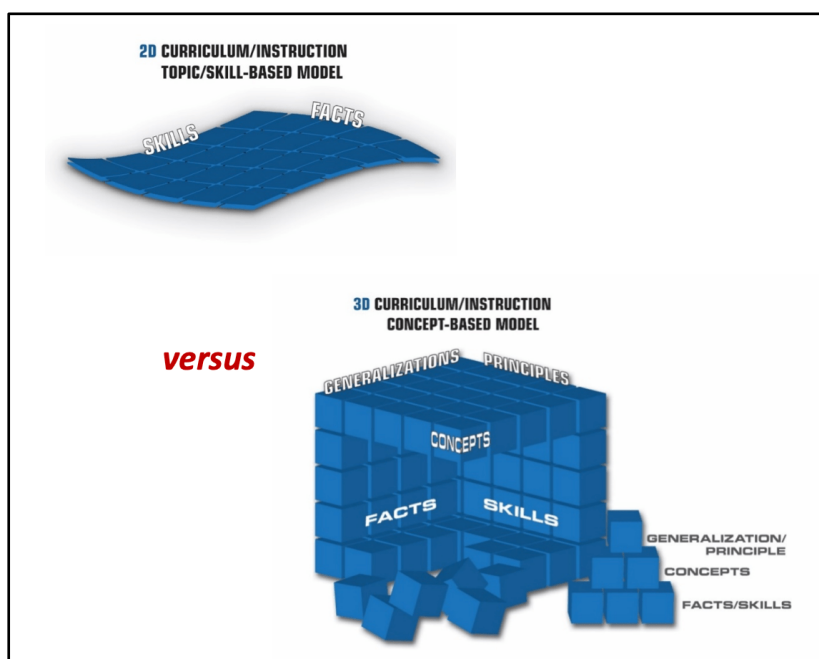 2D CURRICULUM/INSTRUCTION
TOPIC/SKILL-BASED MODEL
SKILLS
FACTS
3D CURRICULUM/INSTRUCTION
CONCEPT-BASED MODEL
versus
GENERALIZATIONS
PRINCIPLES
CONCEPTS
FACTS
SKILLS
GENERALIZATION/
PRINCIPLE
CONCEPTS
FACTS/SKILLS